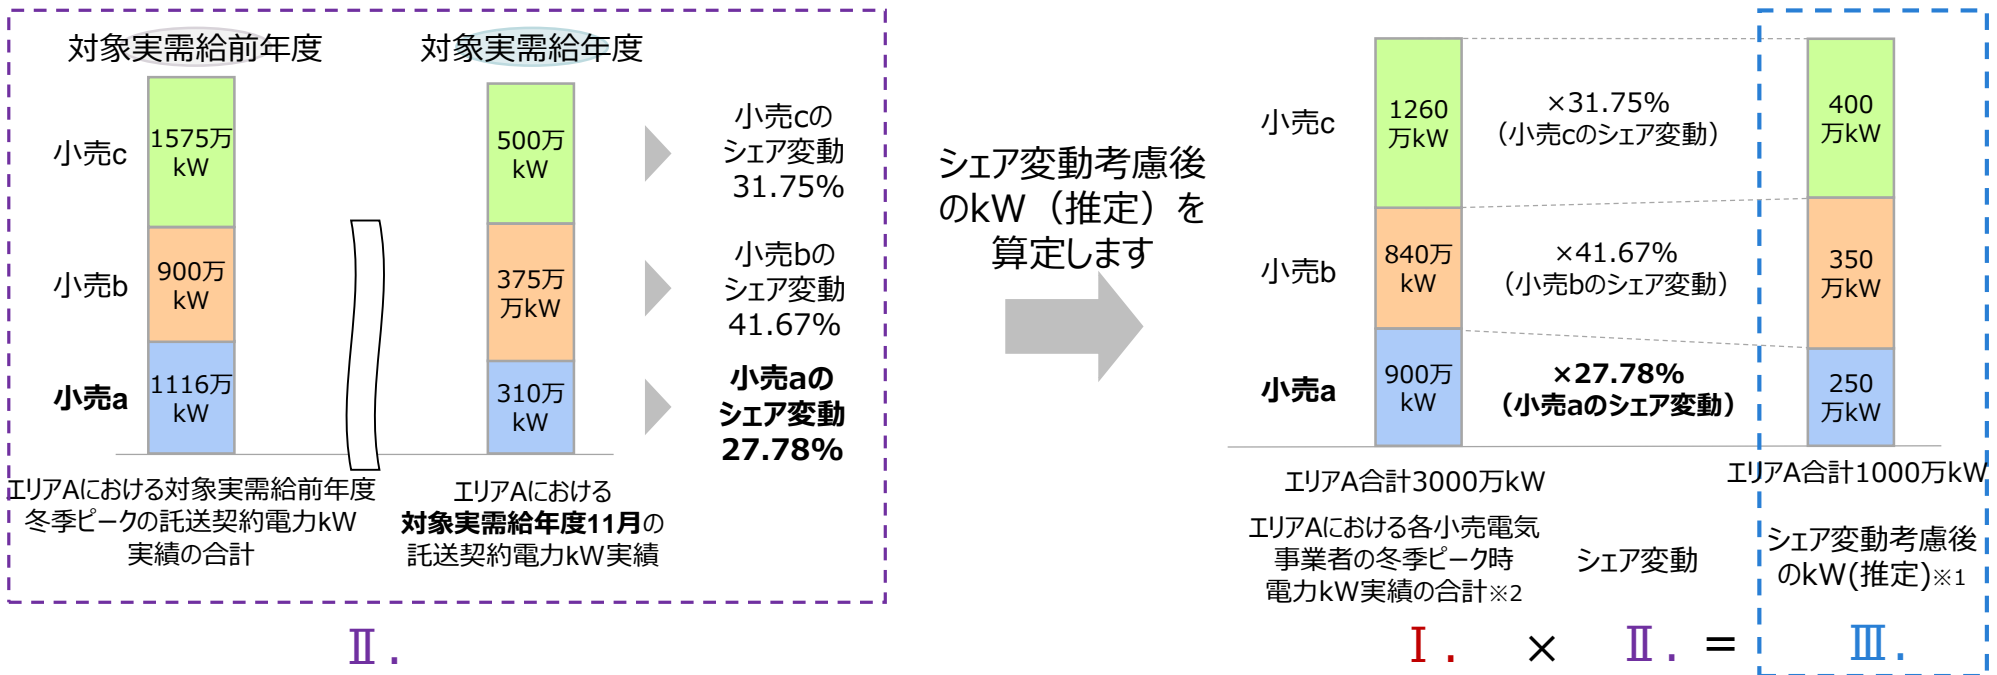 対象実需給前年度
対象実需給年度
小売c
1575万
kW
500万
kW
小売cの
シェア変動
31.75%
小売b
900万
kW
375万
万kW
小売bの
シェア変動
41.67%
小売a
1116万
kW
310万
kW
小売aの
シェア変動
27.78%
エリアAにおける対象実需給前年度
冬季ピークの託送契約電力kW
実績の合計
エリアAにおける
対象実需給年度11月の
託送契約電力kW実績
Ⅱ.
シェア変動考慮後
のkW（推定）を
算定します
小売c
1260
万kW
×31.75%
（小売cのシェア変動）
400
万kW
小売b
840万
kW
×41.67%
（小売bのシェア変動）
350
万kW
小売a
900万
kW
×27.78%
（小売aのシェア変動）
250
万kW
エリアA合計3000万kW
エリアA合計1000万kW
エリアAにおける各小売電気
事業者の冬季ピーク時
電力kW実績の合計※2
シェア変動
シェア変動考慮後
のkW(推定)※1
Ⅰ. × Ⅱ. = Ⅲ.